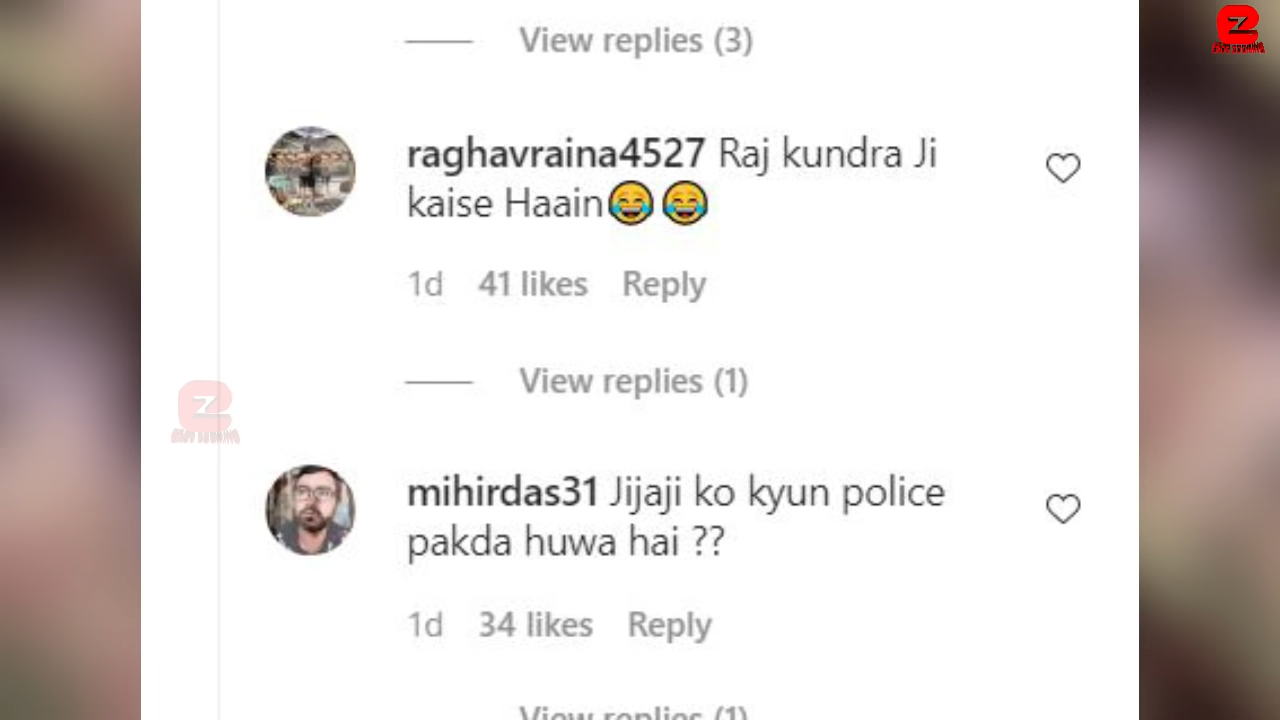 View replies (3)
raghavraina4527 Raj kundra Ji
kaise Haain😂😂
1d 41 likes Reply
View replies (1)
mihirdas31 Jijaji ko kyun police
pakda huwa hai ??
1d 34 likes Reply
View replies (1)
Z
Z